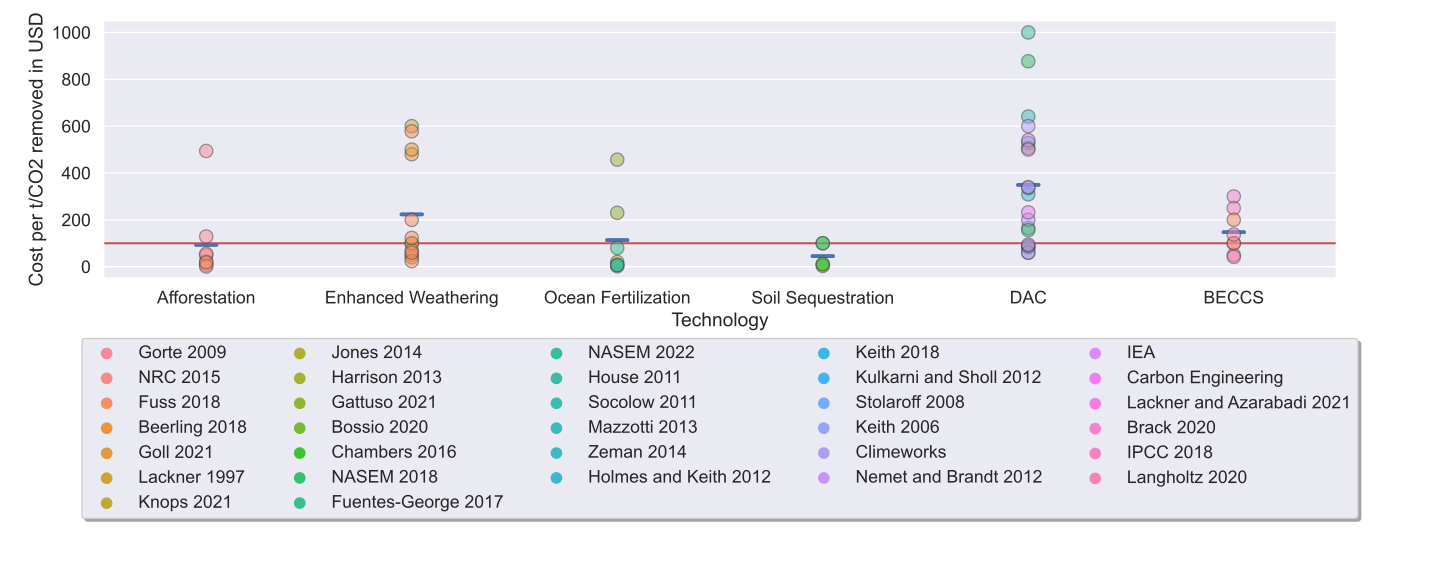 Cost per t/CO2 removed in USD
1000
800
600
400
200
0
Afforestation Enhanced Weathering Ocean Fertilization Soil Sequestration DAC BECCS
Technology
Gorte 2009 Jones 2014 NASEM 2022 Keith 2018 IEA
NRC 2015 Harrison 2013 House 2011 Kulkarni and Sholl 2012 Carbon Engineering
Fuss 2018 Gattuso 2021 Socolow 2011 Stolaroff 2008 Lackner and Azarabadi 2021
Beerling 2018 Bossio 2020 Mazzotti 2013 Keith 2006 Brack 2020
Goll 2021 Chambers 2016 Zeman 2014 Climeworks IPCC 2018
Lackner 1997 NASEM 2018 Holmes and Keith 2012 Nemet and Brandt 2012 Langholtz 2020
Knops 2021 Fuentes-George 2017